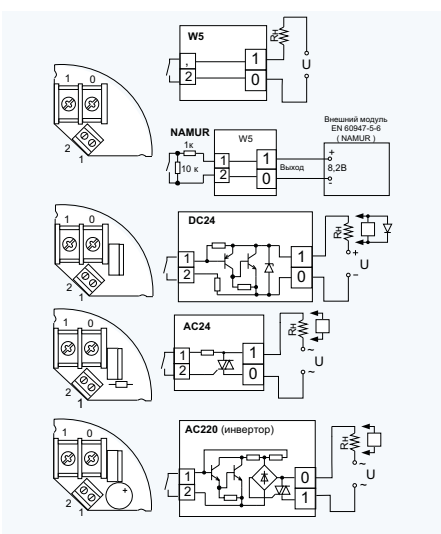 W5
Rн
1 0
, 1
2 0
U
2 1
NAMUR
W5
Внешний модуль
EN 60947-5-6
( NAMUR )
1к
10 к
1 1
2 0
Выход
+
8,2В
-
DC24
1 0
1 1
2 0
Rн
+
U
−
2 1
AC24
1 0
1 1
2 0
Rн
~
U
~
2 1
AC220 (инвертор)
1 0
1 0
2 1
Rн
~
U
~
+
2 1